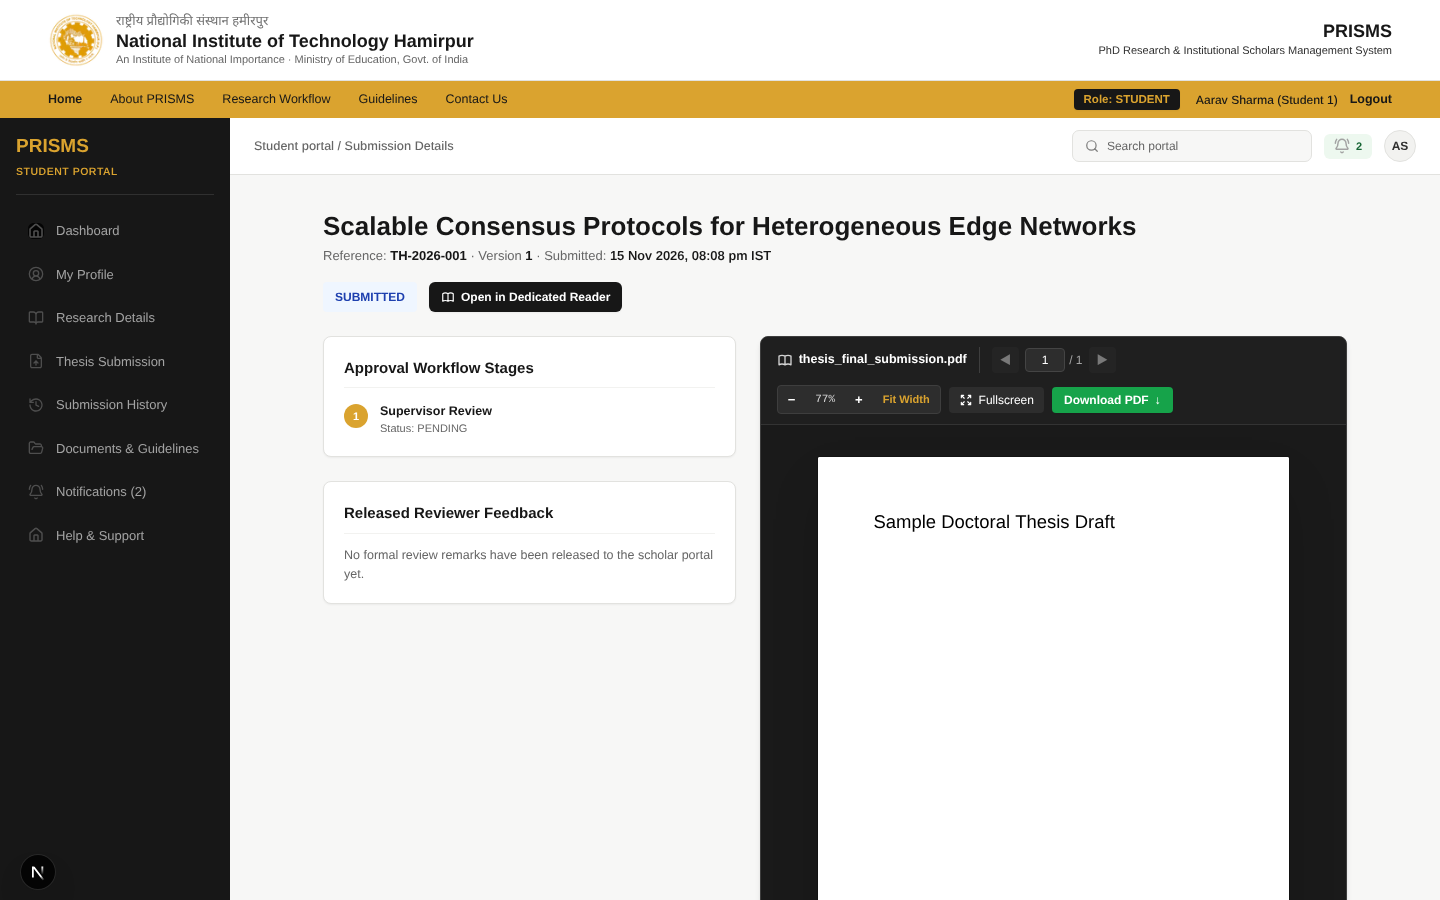 राष्ट्रीय प्रौद्योगिकी संस्थान हमीरपुर
National Institute of Technology Hamirpur
An Institute of National Importance · Ministry of Education, Govt. of India
PRISMS
PhD Research & Institutional Scholars Management System
Home About PRISMS Research Workflow Guidelines Contact Us
Role: STUDENT Aarav Sharma (Student 1) Logout
PRISMS
STUDENT PORTAL
Dashboard
My Profile
Research Details
Thesis Submission
Submission History
Documents & Guidelines
Notifications (2)
Help & Support
N
Student portal / Submission Details
Search portal
2
AS
Scalable Consensus Protocols for Heterogeneous Edge Networks
Reference: TH-2026-001 · Version 1 · Submitted: 15 Nov 2026, 08:08 pm IST
SUBMITTED
Open in Dedicated Reader
Approval Workflow Stages
1
Supervisor Review
Status: PENDING
Released Reviewer Feedback
No formal review remarks have been released to the scholar portal
yet.
thesis_final_submission.pdf
◀ 1 / 1 ▶
− 77% + Fit Width
Fullscreen
Download PDF ↓
Sample Doctoral Thesis Draft